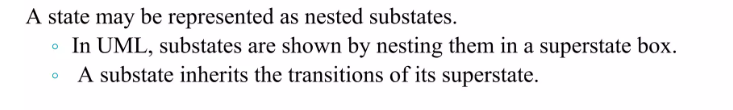 A state may be represented as nested substates.
◦ In UML, substates are shown by nesting them in a superstate box.
◦ A substate inherits the transitions of its superstate.